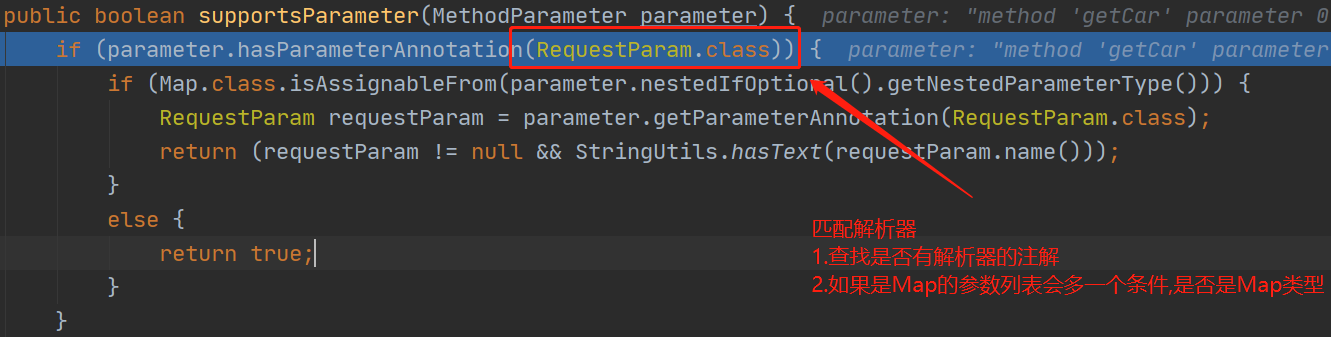 public boolean supportsParameter(MethodParameter parameter) {  parameter: "method 'getCar' parameter 0
if (parameter.hasParameterAnnotation(RequestParam.class)) {  parameter: "method 'getCar' parameter
if (Map.class.isAssignableFrom(parameter.nestedIfOptional().getNestedParameterType())) {
RequestParam requestParam = parameter.getParameterAnnotation(RequestParam.class);
return (requestParam != null && StringUtils.hasText(requestParam.name()));
}
else {
return true;
}
}
匹配解析器
1.查找是否有解析器的注解
2.如果是Map的参数列表会多一个条件,是否是Map类型